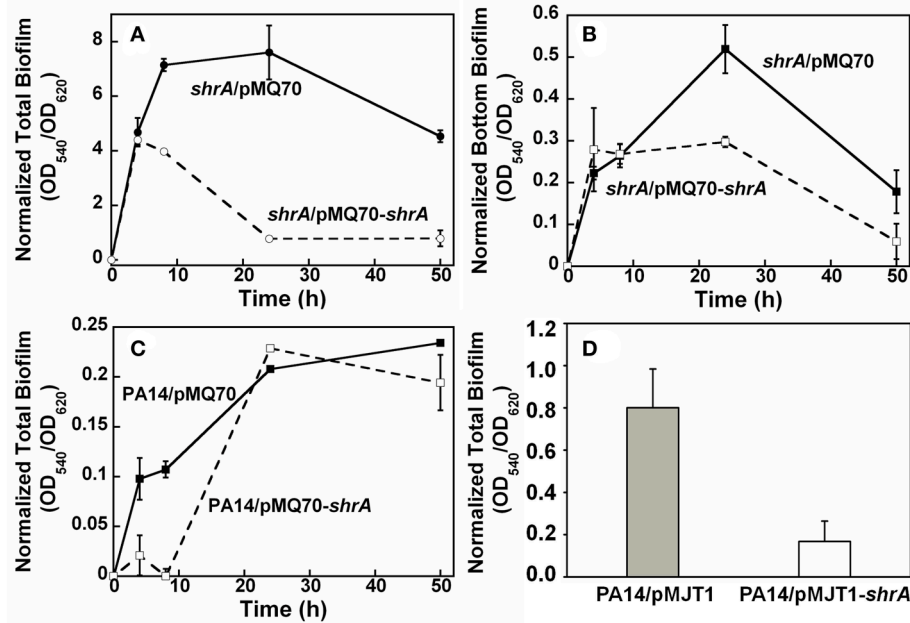 A
Normalized Total Biofilm
(OD540/OD620)
8
6
4
2
0
shrA/pMQ70
shrA/pMQ70-shrA
0 10 20 30 40 50
Time (h)
B
Normalized Bottom Biofilm
(OD540/OD620)
0.6
0.5
0.4
0.3
0.2
0.1
0
shrA/pMQ70
shrA/pMQ70-shrA
0 10 20 30 40 50
Time (h)
C
Normalized Total Biofilm
(OD540/OD620)
0.25
0.2
0.15
0.1
0.05
0
PA14/pMQ70
PA14/pMQ70-shrA
0 10 20 30 40 50
Time (h)
D
Normalized Total Biofilm
(OD540/OD620)
1.2
1.0
0.8
0.6
0.4
0.2
0.0
PA14/pMJT1 PA14/pMJT1-shrA